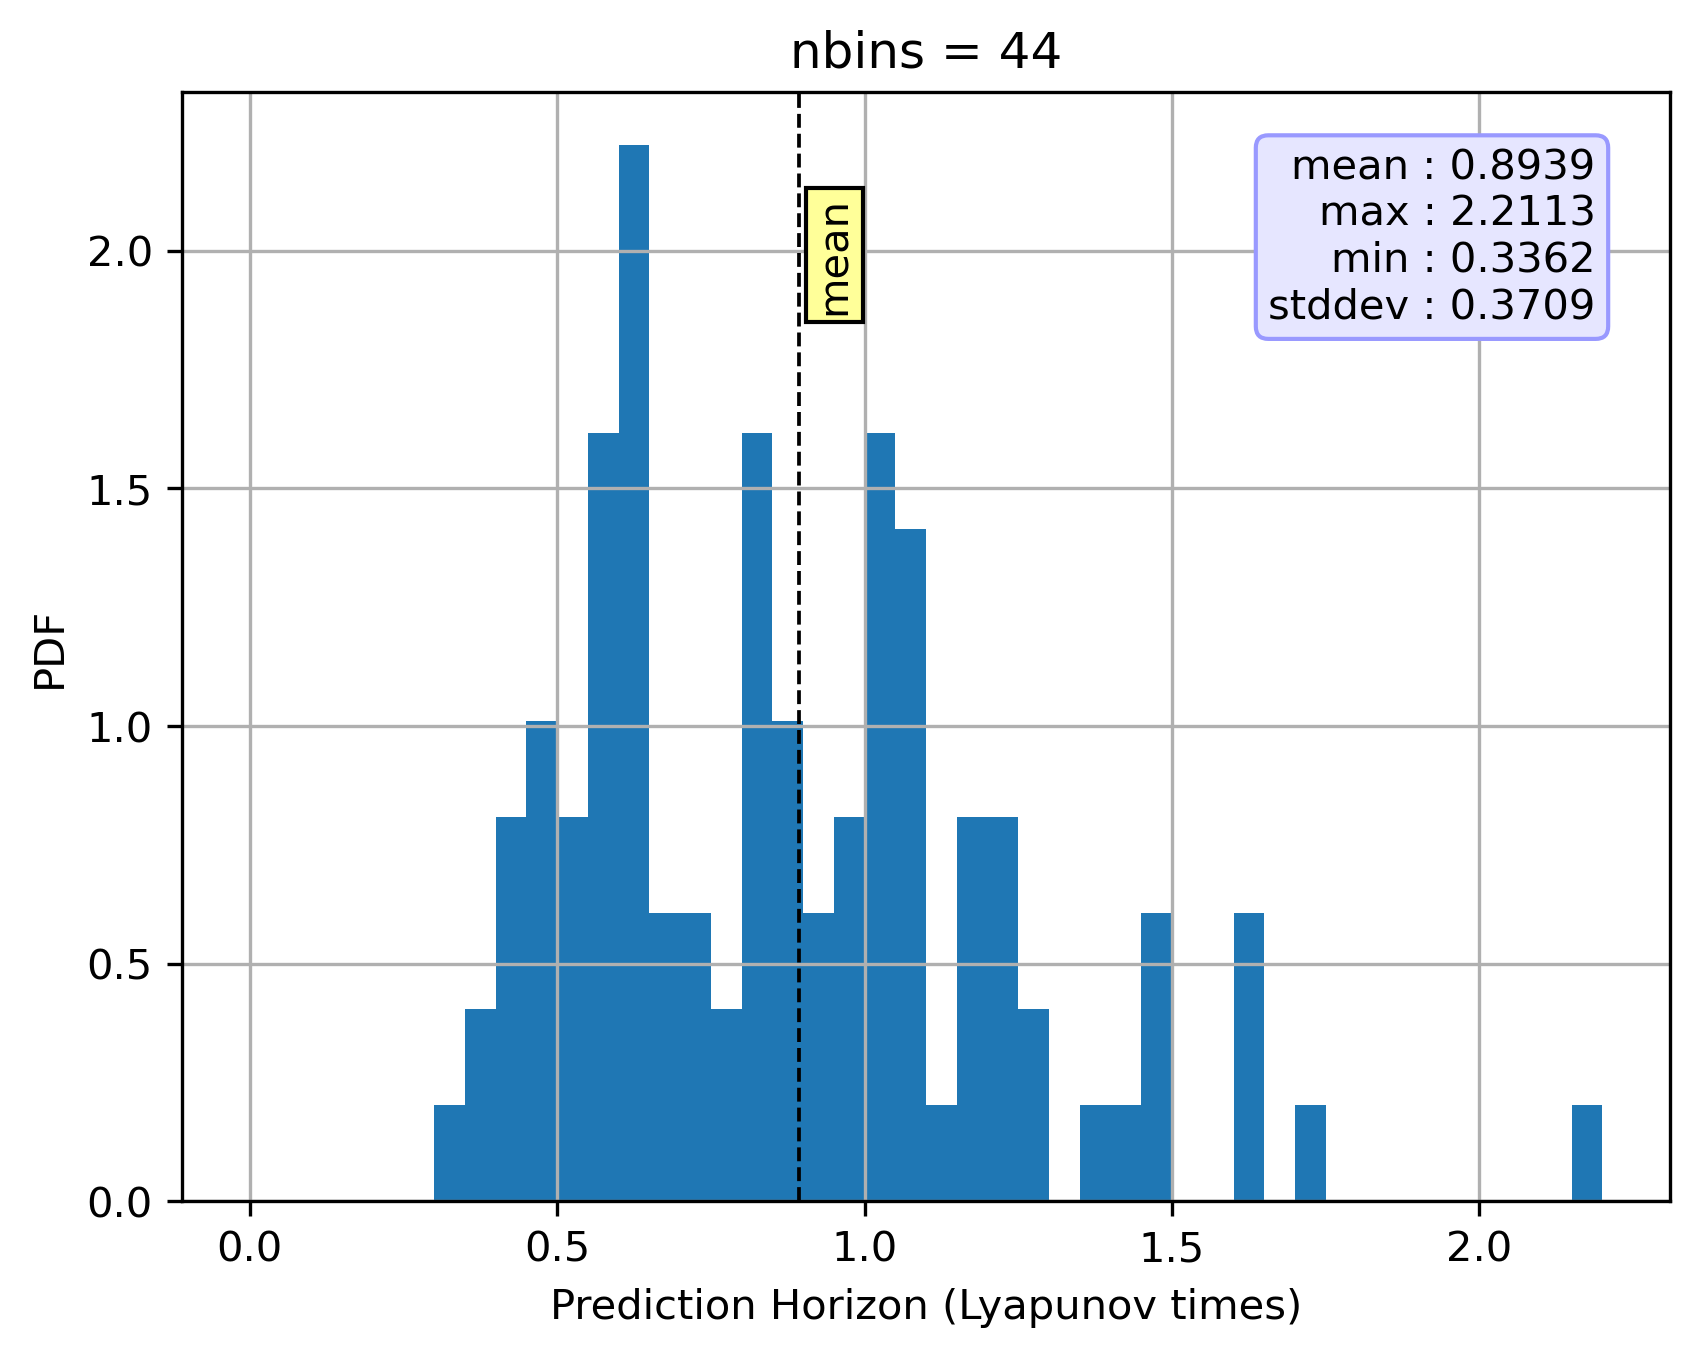 nbins = 44
mean : 0.8939
max : 2.2113
min : 0.3362
stddev : 0.3709
mean
PDF
2.0
1.5
1.0
0.5
0.0
0.0 0.5 1.0 1.5 2.0
Prediction Horizon (Lyapunov times)